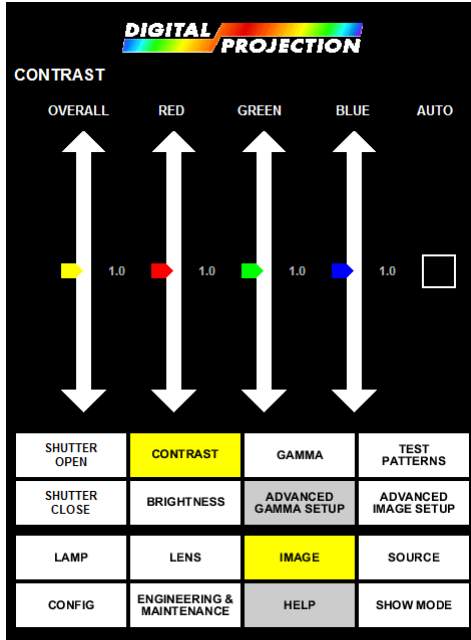 DIGITAL
PROJECTION
CONTRAST
OVERALL RED GREEN BLUE AUTO
1.0 1.0 1.0 1.0
SHUTTER
OPEN
CONTRAST
GAMMA
TEST
PATTERNS
SHUTTER
CLOSE
BRIGHTNESS
ADVANCED
GAMMA SETUP
ADVANCED
IMAGE SETUP
LAMP
LENS
IMAGE
SOURCE
CONFIG
ENGINEERING &
MAINTENANCE
HELP
SHOW MODE